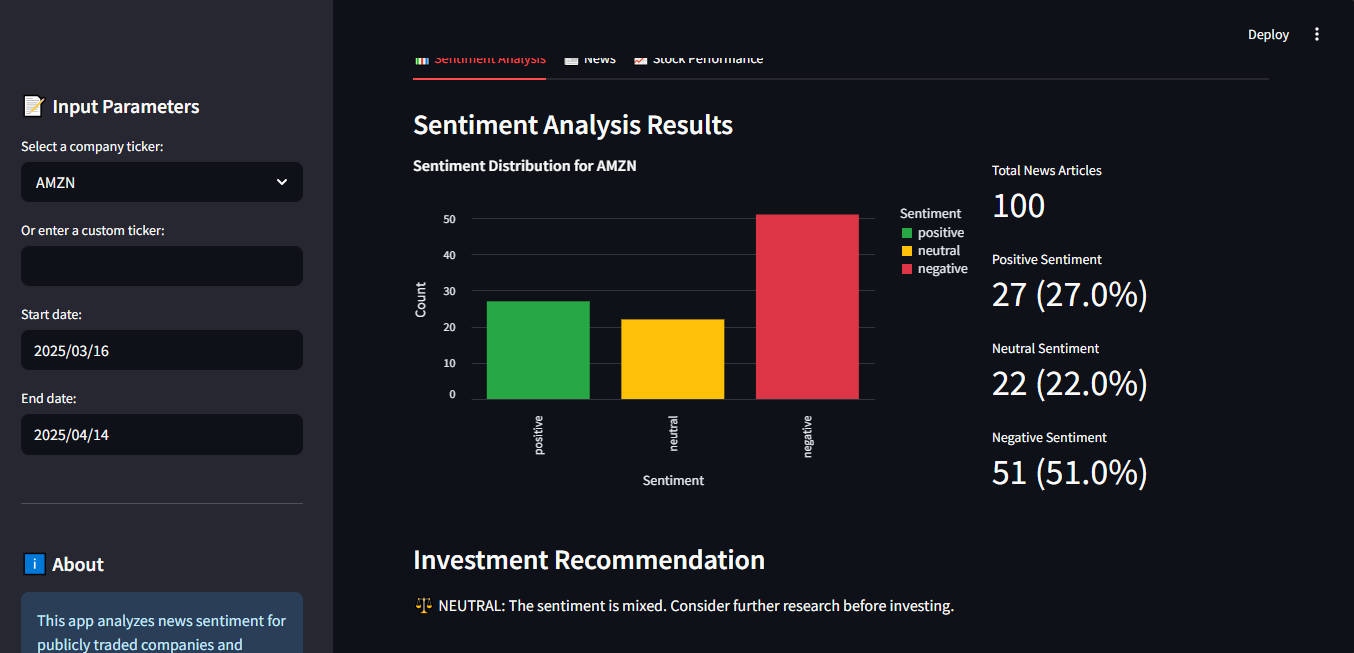 Deploy
Input Parameters
Select a company ticker:
AMZN
Or enter a custom ticker:
Start date:
2025/03/16
End date:
2025/04/14
About
This app analyzes news sentiment for
publicly traded companies and
Sentiment Analysis News Stock Performance
Sentiment Analysis Results
Sentiment Distribution for AMZN
50
40
30
20
10
0
Count
positive
neutral
negative
Sentiment
Sentiment
positive
neutral
negative
Total News Articles
100
Positive Sentiment
27 (27.0%)
Neutral Sentiment
22 (22.0%)
Negative Sentiment
51 (51.0%)
Investment Recommendation
NEUTRAL: The sentiment is mixed. Consider further research before investing.